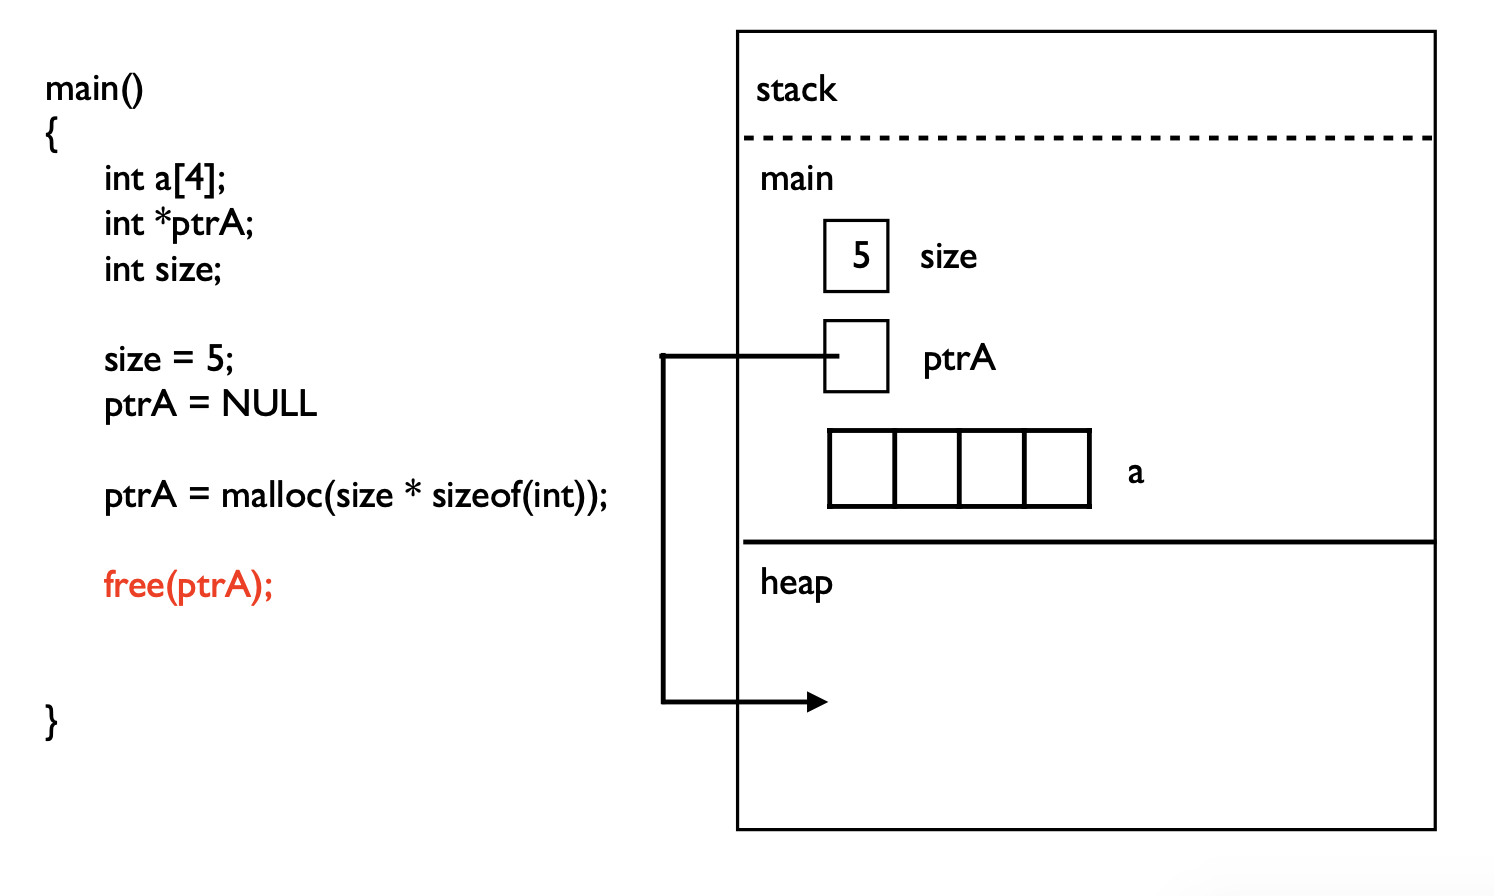 main()
{
int a[4];
int *ptrA;
int size;
size = 5;
ptrA = NULL
ptrA = malloc(size * sizeof(int));
free(ptrA);
}
stack
main
5 size
ptrA
a
heap